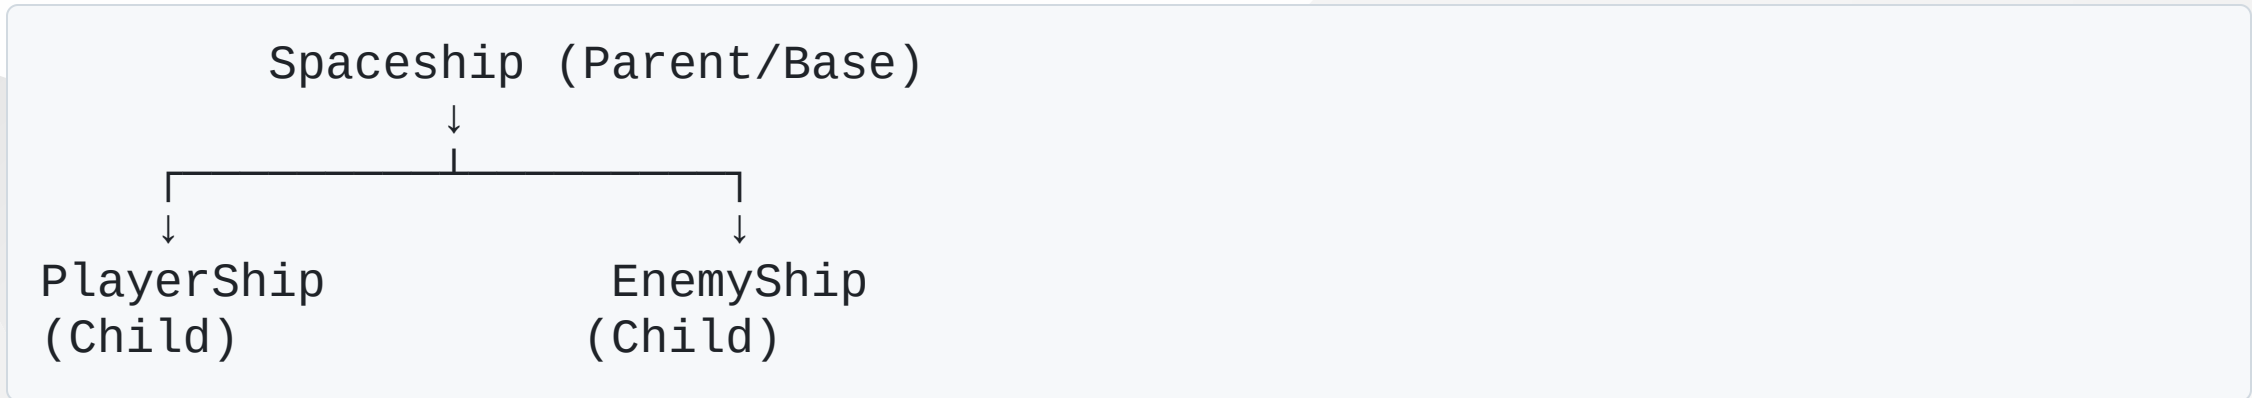 Spaceship (Parent/Base)
↓
┌───────────────────┴───────────────────┐
↓ ↓
PlayerShip EnemyShip
(Child) (Child)